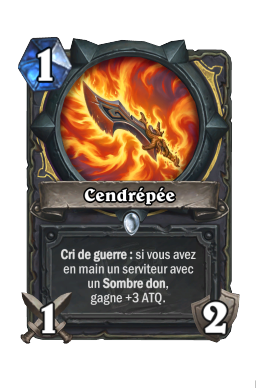 1
Cendrépée
Cri de guerre : si vous avez
en main un serviteur avec
un Sombre don,
gagne +3 ATQ.
1
2